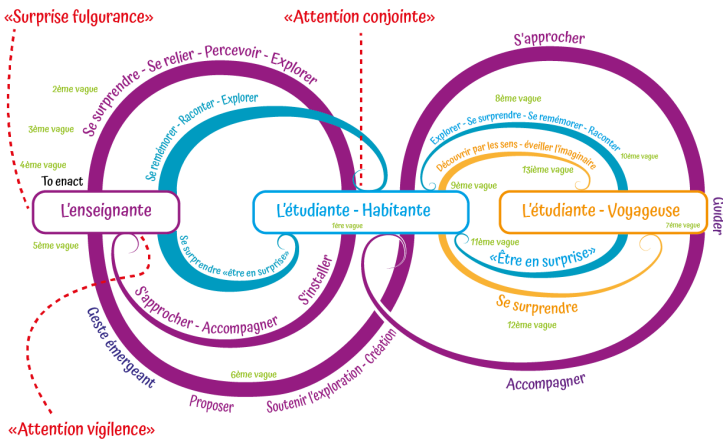 «Surprise fulgurance»
«Attention conjointe»
S'approcher
Se surprendre - Se relier - Percevoir - Explorer
2ème vague
8ème vague
Se remémorer - Raconter - Explorer
3ème vague
Explorer - Se surprendre - Se remémorer - Raconter
Découvrir par les sens - éveiller l'imaginaire
10ème vague
4ème vague
13ième vague
To enact
9ème vague
L'enseignante
L'étudiante - Habitante
1ère vague
L'étudiante - Voyageuse
7ème vague
Guider
5ème vague
Se surprendre «être en surprise»
11ème vague
«Être en surprise»
S'installer
S'approcher - Accompagner
Se surprendre
12ème vague
Geste émergeant
6ème vague
Proposer
Soutenir l'exploration - Création
Accompagner
«Attention vigilence»